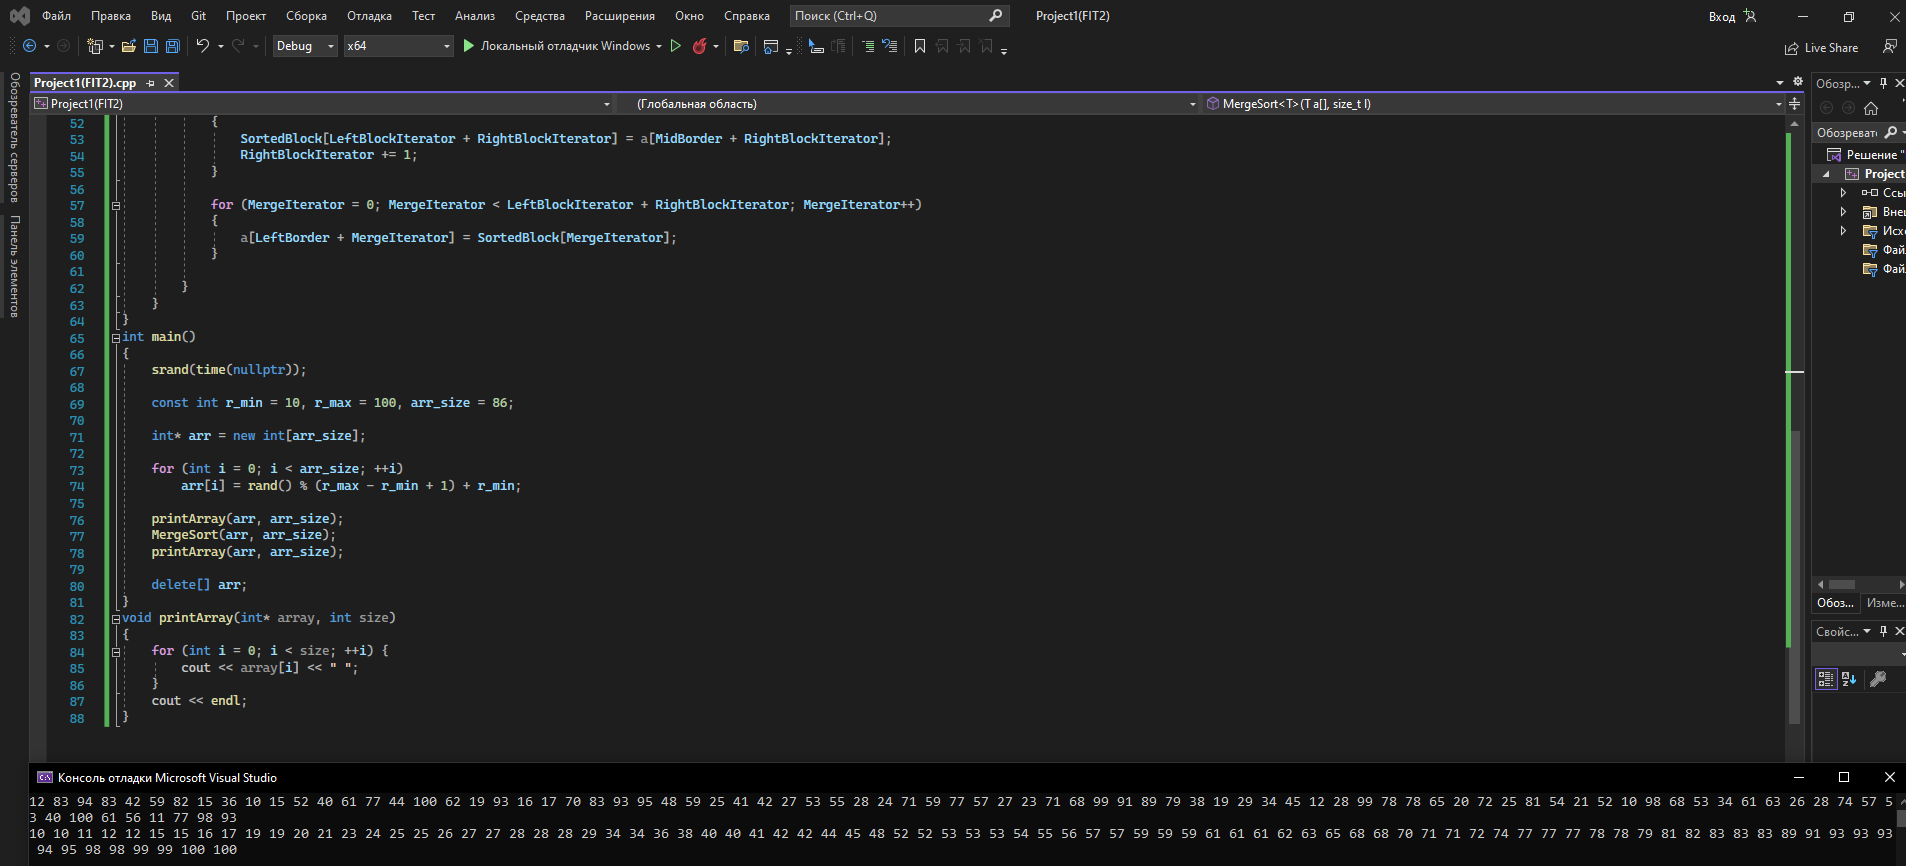 Файл Правка Вид Git Проект Сборка Отладка Тест Анализ Средства Расширения Окно Справка Поиск (Ctrl+Q) Project1(FIT2) Вход
Debug x64 Локальный отладчик Windows Live Share
Обозреватель серверов
Панель элементов
Project1(FIT2).cpp
Project1(FIT2) (Глобальная область) MergeSort<T>(T a[], size_t l)
52 {
53 SortedBlock[LeftBlockIterator + RightBlockIterator] = a[MidBorder + RightBlockIterator];
54 RightBlockIterator += 1;
55 }
56
57 for (MergeIterator = 0; MergeIterator < LeftBlockIterator + RightBlockIterator; MergeIterator++)
58 {
59 a[LeftBorder + MergeIterator] = SortedBlock[MergeIterator];
60 }
61
62 }
63 }
64 }
65 int main()
66 {
67 srand(time(nullptr));
68
69 const int r_min = 10, r_max = 100, arr_size = 86;
70
71 int* arr = new int[arr_size];
72
73 for (int i = 0; i < arr_size; ++i)
74 arr[i] = rand() % (r_max - r_min + 1) + r_min;
75
76 printArray(arr, arr_size);
77 MergeSort(arr, arr_size);
78 printArray(arr, arr_size);
79
80 delete[] arr;
81 }
82 void printArray(int* array, int size)
83 {
84 for (int i = 0; i < size; ++i) {
85 cout << array[i] << " ";
86 }
87 cout << endl;
88 }
Обозр...
Обозреват
Решение "
Project
Ссы
Внеш
Исхо
Фай
Фай
Обоз... Изме...
Свойс...
Консоль отладки Microsoft Visual Studio
12 83 94 83 42 59 82 15 36 10 15 52 40 61 77 44 100 62 19 93 16 17 70 83 93 95 48 59 25 41 42 27 53 55 28 24 71 59 77 57 27 23 71 68 99 91 89 79 38 19 29 34 45 12 28 99 78 78 65 20 72 25 81 54 21 52 10 98 68 53 34 61 63 26 28 74 57 5
3 40 100 61 56 11 77 98 93
10 10 11 12 12 15 15 16 17 19 19 20 21 23 24 25 25 26 27 27 28 28 28 29 34 34 36 38 40 40 41 42 42 44 45 48 52 52 53 53 53 54 55 56 57 57 59 59 59 61 61 61 62 63 65 68 68 70 71 71 72 74 77 77 77 78 78 79 81 82 83 83 83 89 91 93 93 93
94 95 98 98 99 99 100 100